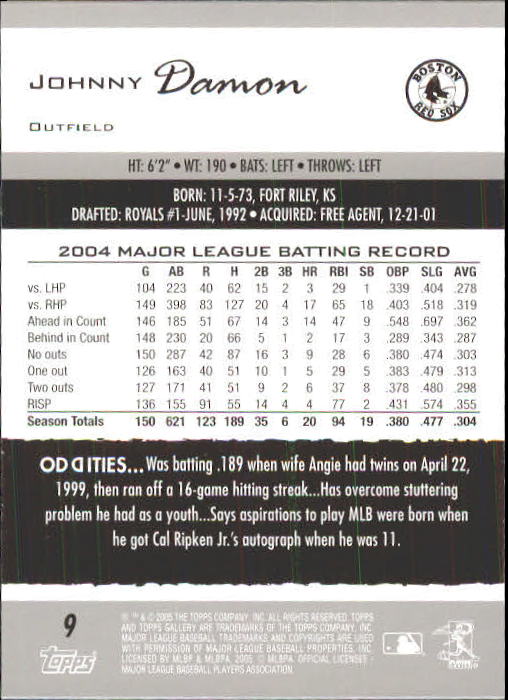 JOHNNY Damon
BOSTON
RED SOX
OUTFIELD
HT: 6'2" • WT: 190 • BATS: LEFT • THROWS: LEFT
BORN: 11-5-73, FORT RILEY, KS
DRAFTED: ROYALS #1-JUNE, 1992 • ACQUIRED: FREE AGENT, 12-21-01
2004 MAJOR LEAGUE BATTING RECORD
G AB R H 2B 3B HR RBI SB OBP SLG AVG
vs. LHP 104 223 40 62 15 2 3 29 1 .339 .404 .278
vs. RHP 149 398 83 127 20 4 17 65 18 .403 .518 .319
Ahead in Count 146 185 51 67 14 3 14 47 9 .548 .697 .362
Behind in Count 148 230 20 66 5 1 2 17 3 .289 .343 .287
No outs 150 287 42 87 16 3 9 28 6 .380 .474 .303
One out 126 163 40 51 10 1 5 29 5 .383 .479 .313
Two outs 127 171 41 51 9 2 6 37 8 .378 .480 .298
RISP 136 155 91 55 14 4 4 77 2 .431 .574 .355
Season Totals 150 621 123 189 35 6 20 94 19 .380 .477 .304
ODDITIES...Was batting .189 when wife Angie had twins on April 22,
1999, then ran off a 16-game hitting streak...Has overcome stuttering
problem he had as a youth...Says aspirations to play MLB were born when
he got Cal Ripken Jr.'s autograph when he was 11.
9
Topps
® ™ & © 2005 THE TOPPS COMPANY, INC. ALL RIGHTS RESERVED. TOPPS
AND TOPPS GALLERY ARE TRADEMARKS OF THE TOPPS COMPANY, INC.
MAJOR LEAGUE BASEBALL TRADEMARKS AND COPYRIGHTS ARE USED
WITH PERMISSION OF MAJOR LEAGUE BASEBALL PROPERTIES, INC.
LICENSED BY MLBP & MLBPA, 2005. © MLBPA. OFFICIAL LICENSEE-
MAJOR LEAGUE BASEBALL PLAYERS ASSOCIATION.